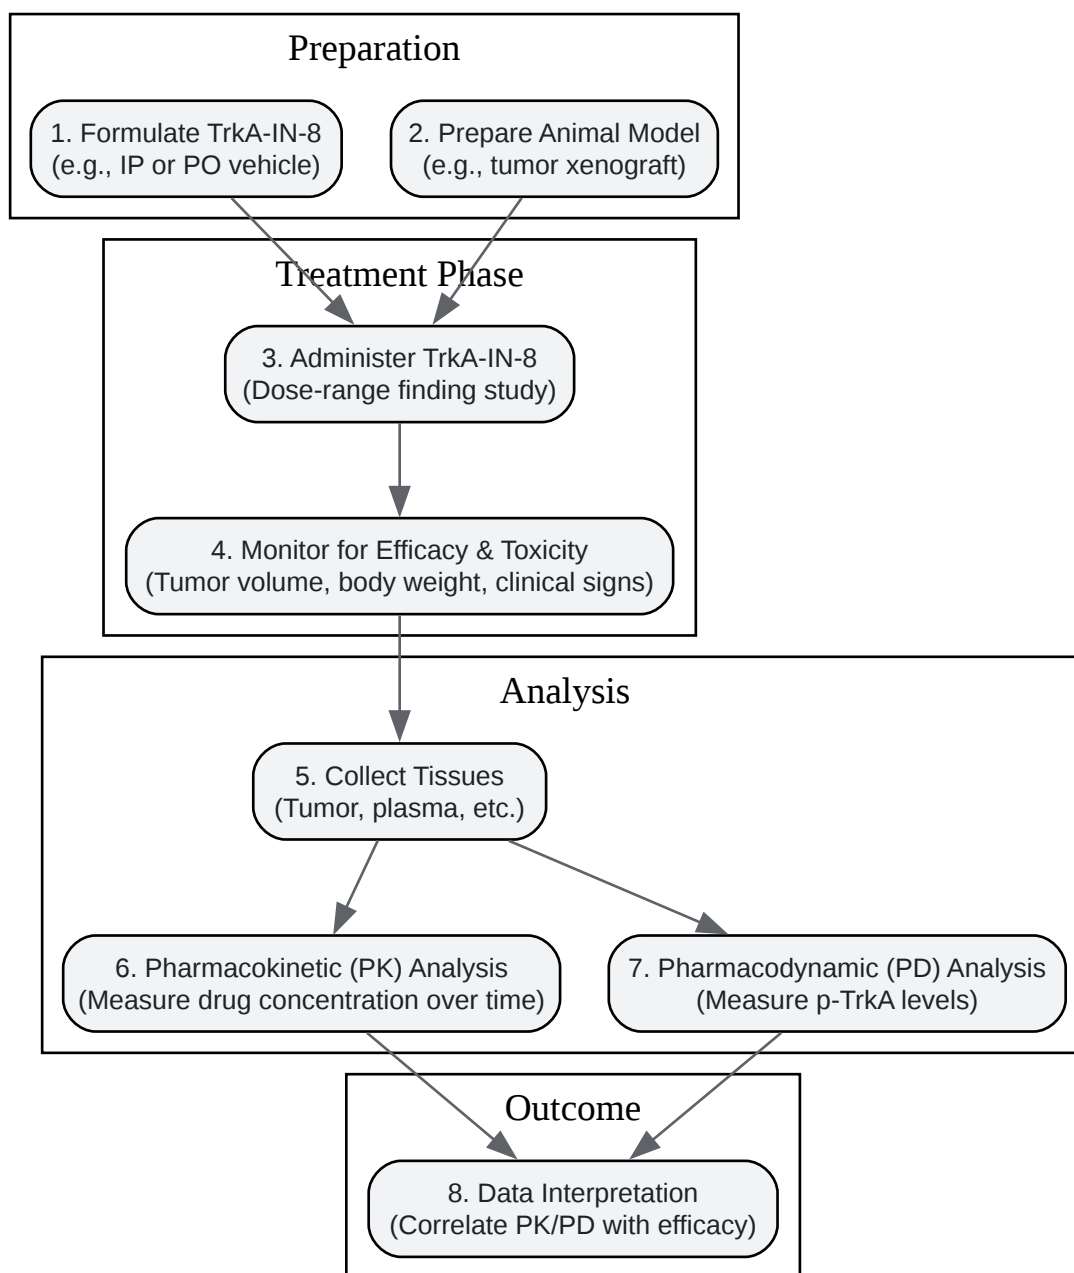 Preparation
1. Formulate TrkA-IN-8
(e.g., IP or PO vehicle)
2. Prepare Animal Model
(e.g., tumor xenograft)
Treatment Phase
3. Administer TrkA-IN-8
(Dose-range finding study)
4. Monitor for Efficacy & Toxicity
(Tumor volume, body weight, clinical signs)
Analysis
5. Collect Tissues
(Tumor, plasma, etc.)
6. Pharmacokinetic (PK) Analysis
(Measure drug concentration over time)
7. Pharmacodynamic (PD) Analysis
(Measure p-TrkA levels)
Outcome
8. Data Interpretation
(Correlate PK/PD with efficacy)